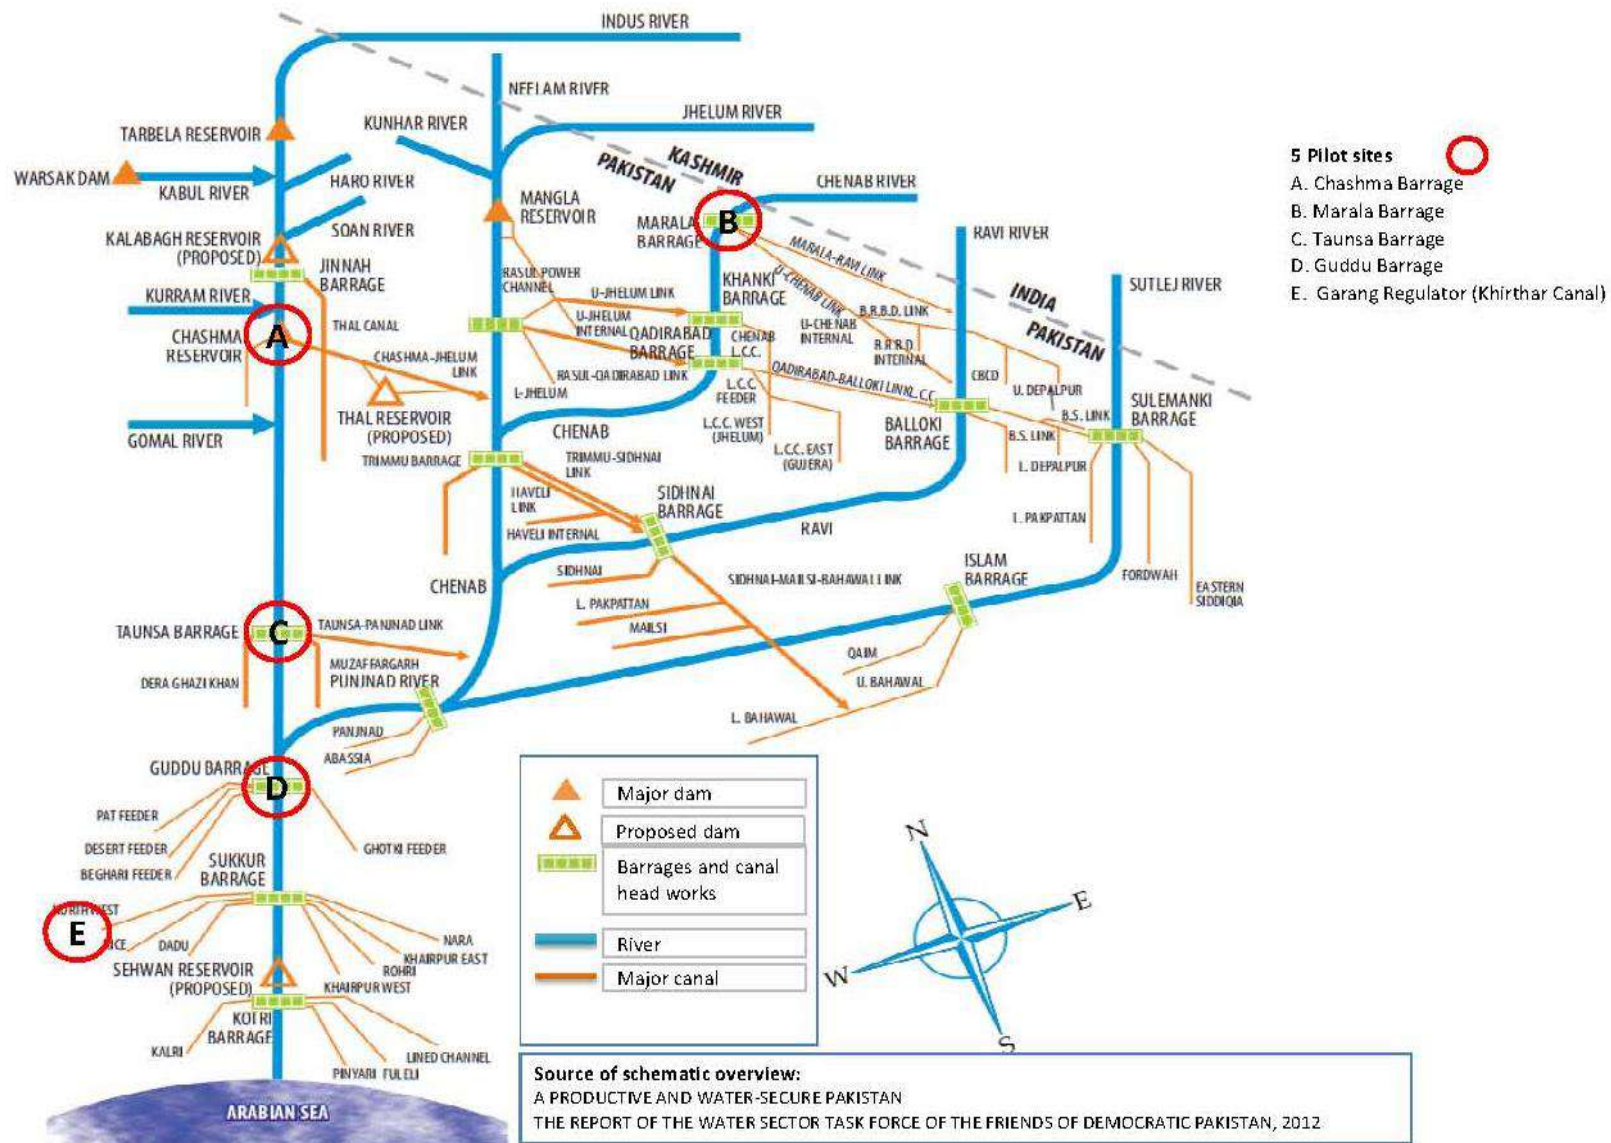 INDUS RIVER
NEELAM RIVER
JHELUM RIVER
KUNHAR RIVER
TARBELA RESERVOIR
WARSAK DAM
KABUL RIVER
HARO RIVER
KASHMIR
PAKISTAN
CHENAB RIVER
MANGLA
RESERVOIR
SOAN RIVER
KALABAGH RESERVOIR
(PROPOSED)
JINNAH
BARRAGE
MARALA
BARRAGE
B
RAVI RIVER
MARALA-RAVI LINK
KURRAM RIVER
RASUL POWER
CHANNEL
U-JHELUM LINK
KHANKI
BARRAGE
U-CHENAB LINK
INDIA
PAKISTAN
SUTLEJ RIVER
THAL CANAL
CHASHMA
RESERVOIR
A
U-JHELUM
INTERNAL
QADIRABAD
BARRAGE
CHENAB
L.C.C.
U-CHENAB
INTERNAL
B.R.B.D. LINK
B.R.B.D.
INTERNAL
CHASHMA-JHELUM
LINK
RASUL-QADIRABAD LINK
QADIRABAD-BALLOKI LINK
L.C.C
CBCD
U. DEPALPUR
L-JHELUM
L.C.C.
FEEDER
THAL RESERVOIR
(PROPOSED)
CHENAB
L.C.C. WEST
(JHELUM)
L.C.C. EAST
(GUJERA)
BALLOKI
BARRAGE
B.S. LINK
B.S. LINK
SULEMANKI
BARRAGE
GOMAL RIVER
TRIMMU BARRAGE
TRIMMU-SIDHNAI
LINK
L. DEPALPUR
HAVELI
LINK
HAVELI INTERNAL
SIDHNAI
BARRAGE
RAVI
L. PAKPATTAN
FORDWAH
EASTERN
SIDDIQIA
CHENAB
SIDHNAI
L. PAKPATTAN
MAILSI
SIDHNAI-MAILSI-BAHAWAL LINK
ISLAM
BARRAGE
TAUNSA BARRAGE
C
TAUNSA-PANJNAD LINK
QAIM
U. BAHAWAL
L. BAHAWAL
DERA GHAZI KHAN
MUZAFFARGARH
PUNJNAD RIVER
PANJNAD
ABASSIA
GUDDU BARRAGE
D
PAT FEEDER
DESERT FEEDER
BEGHARI FEEDER
GHOTKI FEEDER
SUKKUR
BARRAGE
E
DADU
NARA
KHAIRPUR EAST
ROHRI
KHAIRPUR WEST
SEHWAN RESERVOIR
(PROPOSED)
KOTRI
BARRAGE
KALRI
LINED CHANNEL
PINYARI FULELI
ARABIAN SEA
5 Pilot sites
A. Chashma Barrage
B. Marala Barrage
C. Taunsa Barrage
D. Guddu Barrage
E. Garang Regulator (Khirthar Canal)
Major dam
Proposed dam
Barrages and canal
head works
River
Major canal
N
E
W
S
Source of schematic overview:
A PRODUCTIVE AND WATER-SECURE PAKISTAN
THE REPORT OF THE WATER SECTOR TASK FORCE OF THE FRIENDS OF DEMOCRATIC PAKISTAN, 2012